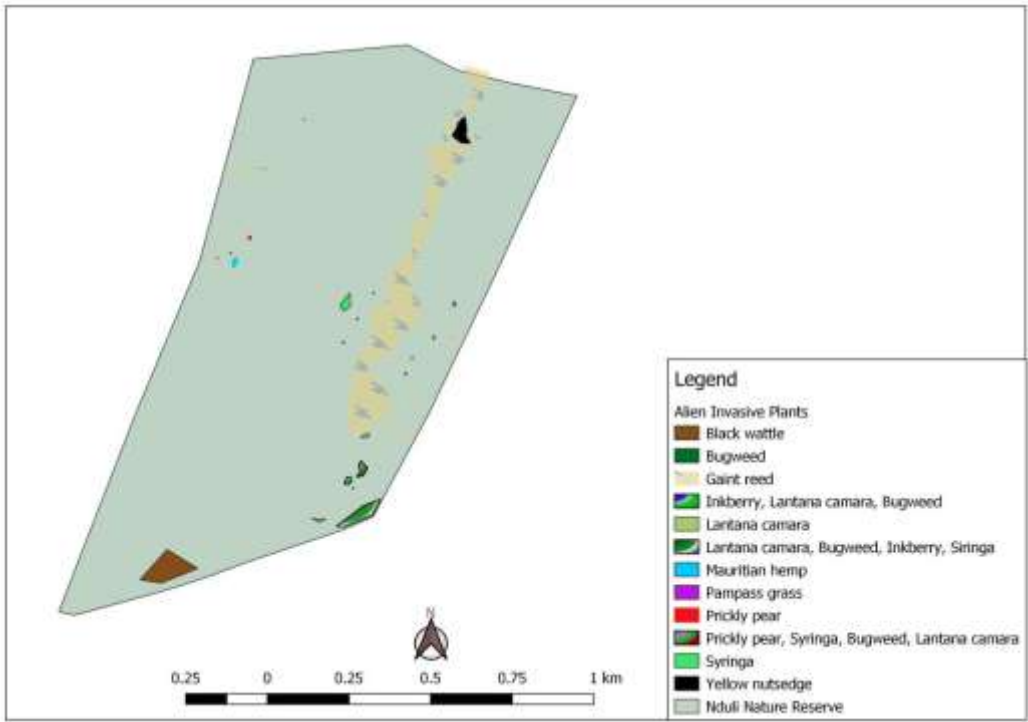 Legend
Alien Invasive Plants
Black wattle
Bugweed
Gaint reed
Inkberry, Lantana camara, Bugweed
Lantana camara
Lantana camara, Bugweed, Inkberry, Siringa
Mauritian hemp
Pampass grass
Prickly pear
Prickly pear, Syringa, Bugweed, Lantana camara
Syringa
Yellow nutsedge
Nduli Nature Reserve
N
0.25 0 0.25 0.5 0.75 1 km